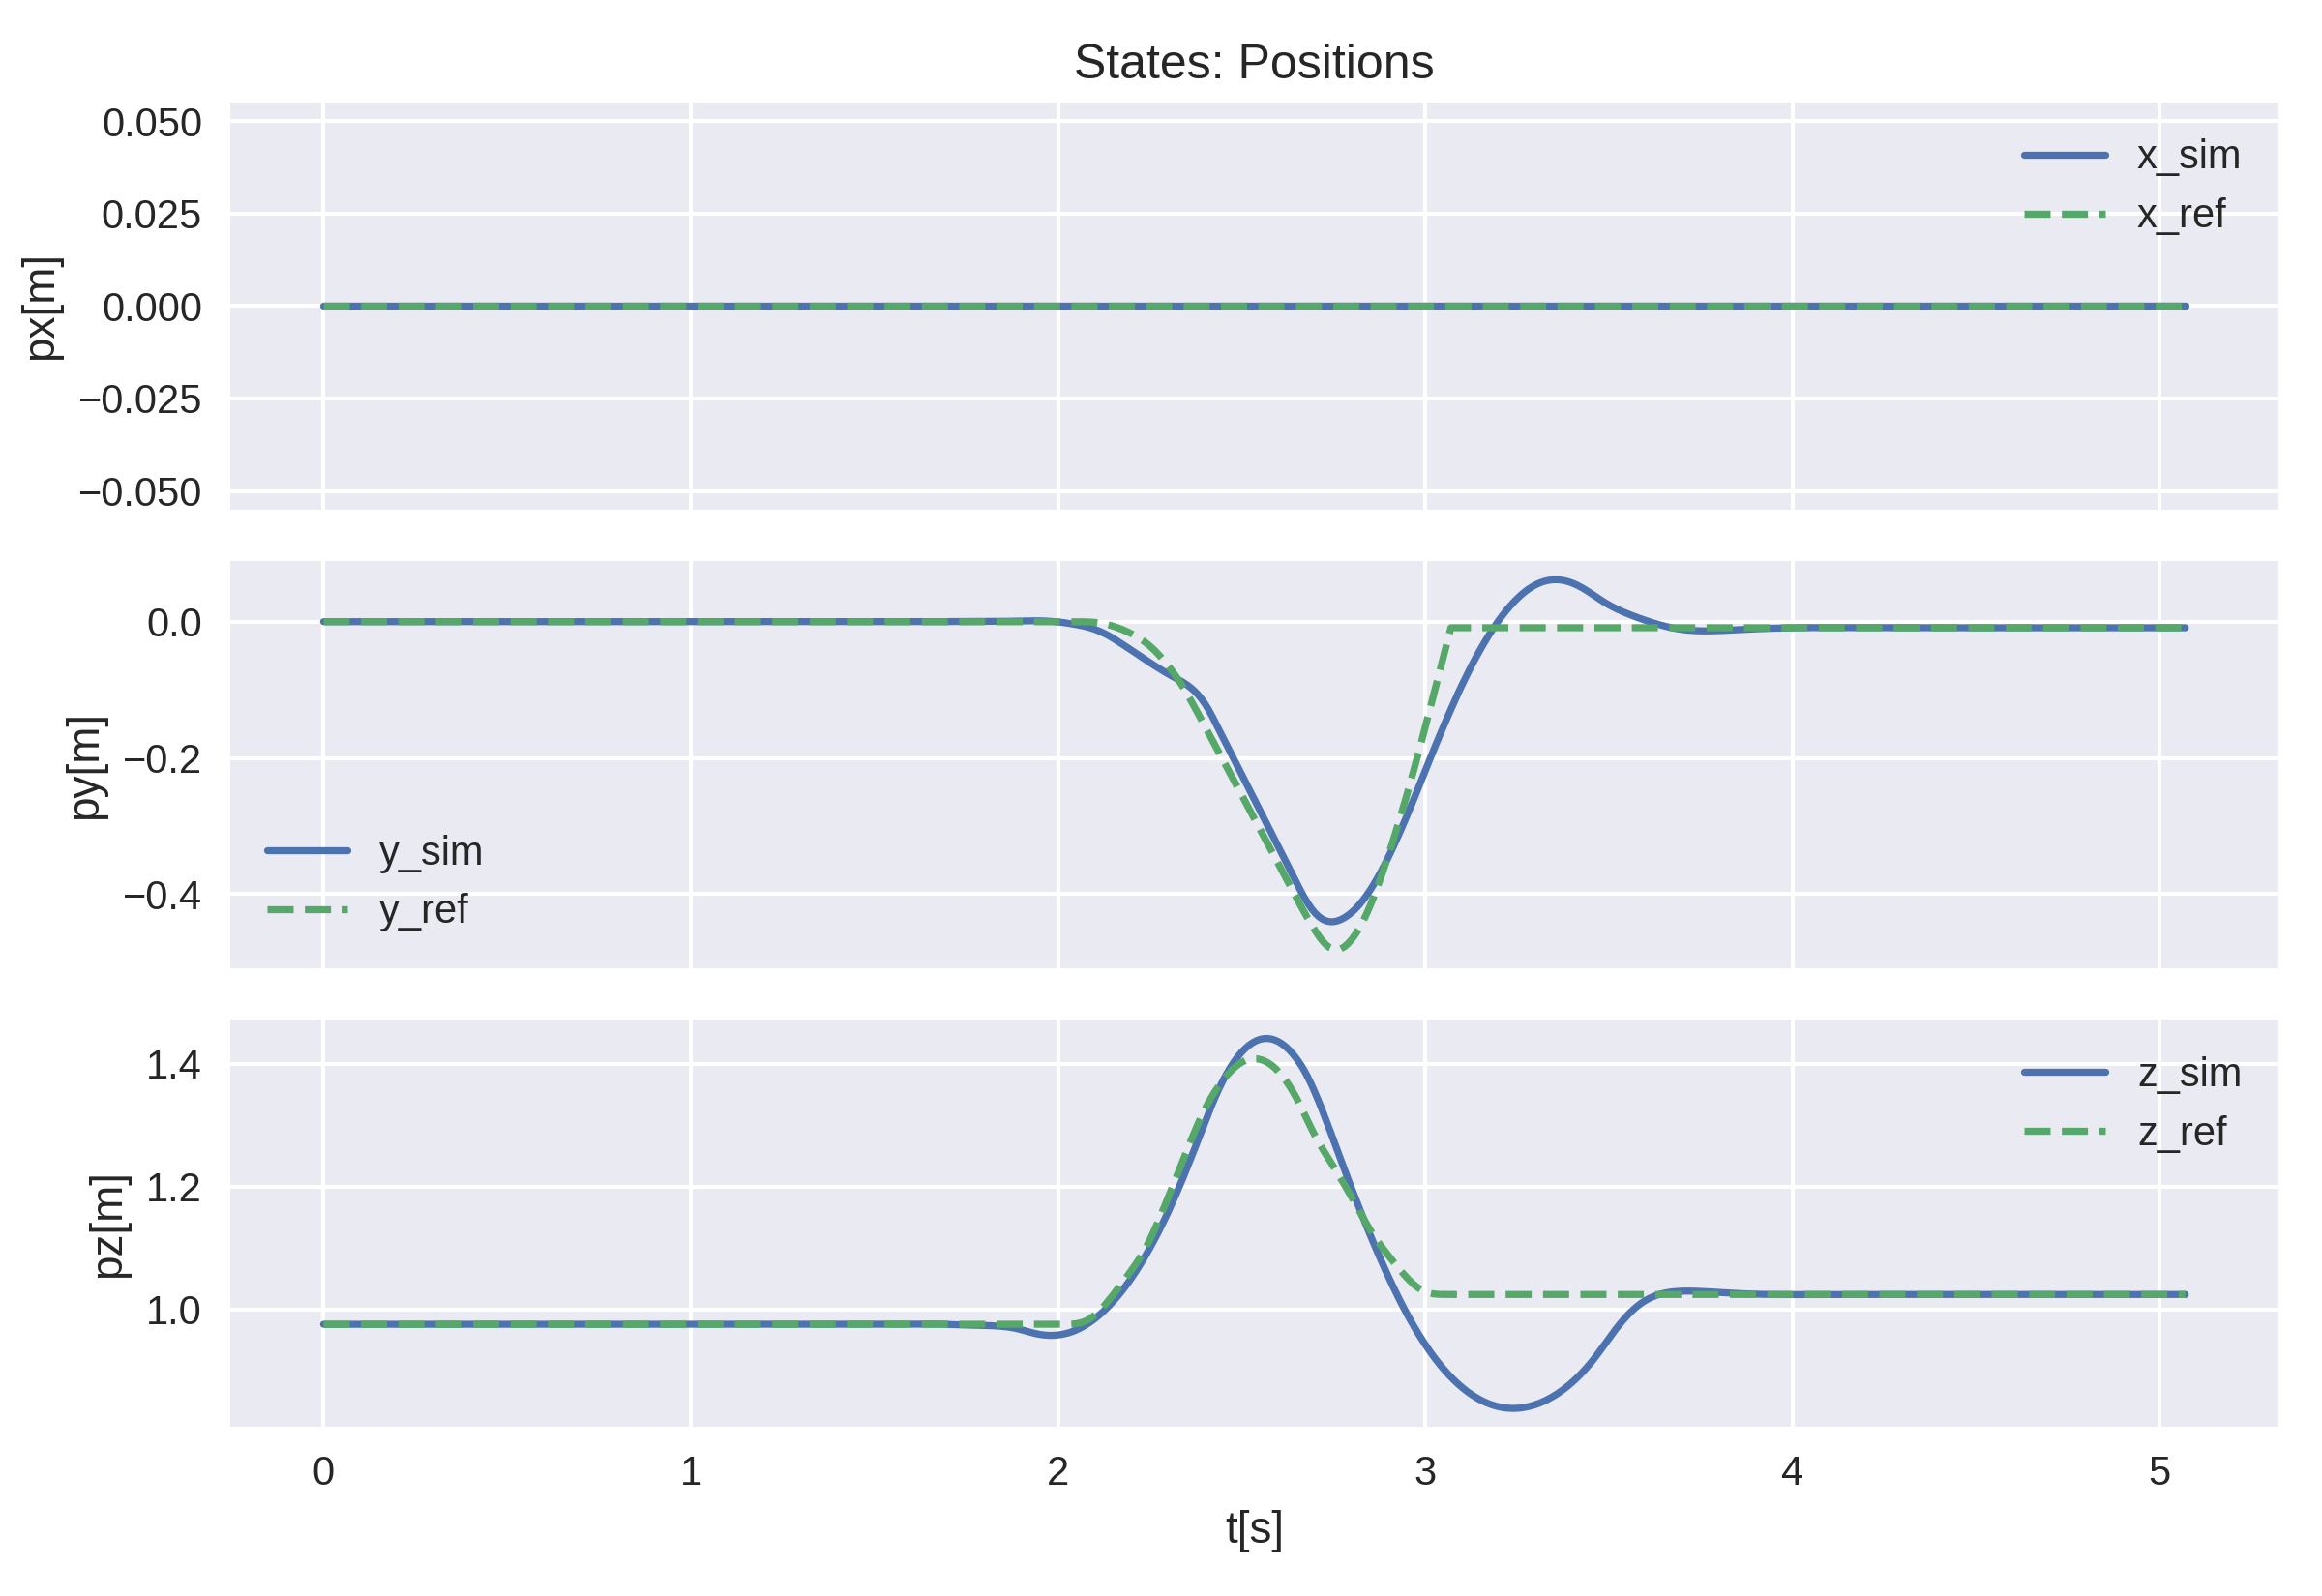 States: Positions
0.050
0.025
0.000
−0.025
−0.050
px[m]
x_sim
x_ref
0.0
−0.2
−0.4
py[m]
y_sim
y_ref
1.4
1.2
1.0
pz[m]
z_sim
z_ref
0 1 2 3 4 5
t[s]